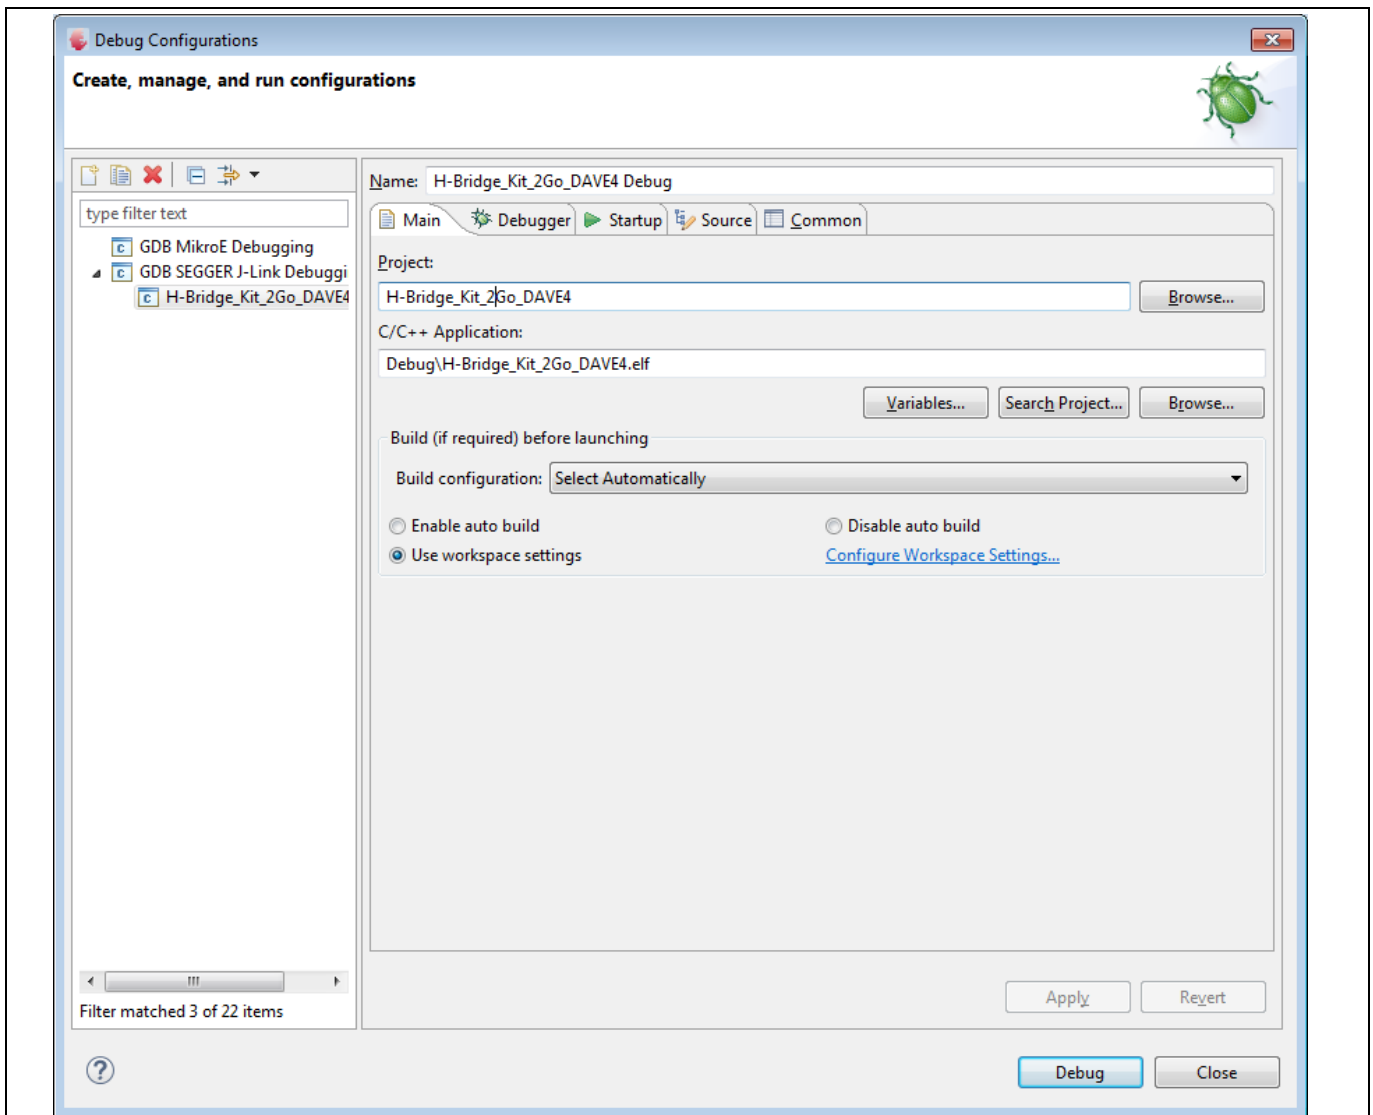 Debug Configurations
Create, manage, and run configurations
type filter text
GDB MikroE Debugging
GDB SEGGER J-Link Debuggi
H-Bridge_Kit_2Go_DAVE4
Filter matched 3 of 22 items
Name: H-Bridge_Kit_2Go_DAVE4 Debug
Main Debugger Startup Source Common
Project:
H-Bridge_Kit_2Go_DAVE4 Browse...
C/C++ Application:
Debug\H-Bridge_Kit_2Go_DAVE4.elf
Variables... Search Project... Browse...
Build (if required) before launching
Build configuration: Select Automatically
Enable auto build Disable auto build
Use workspace settings Configure Workspace Settings...
Apply Revert
Debug Close